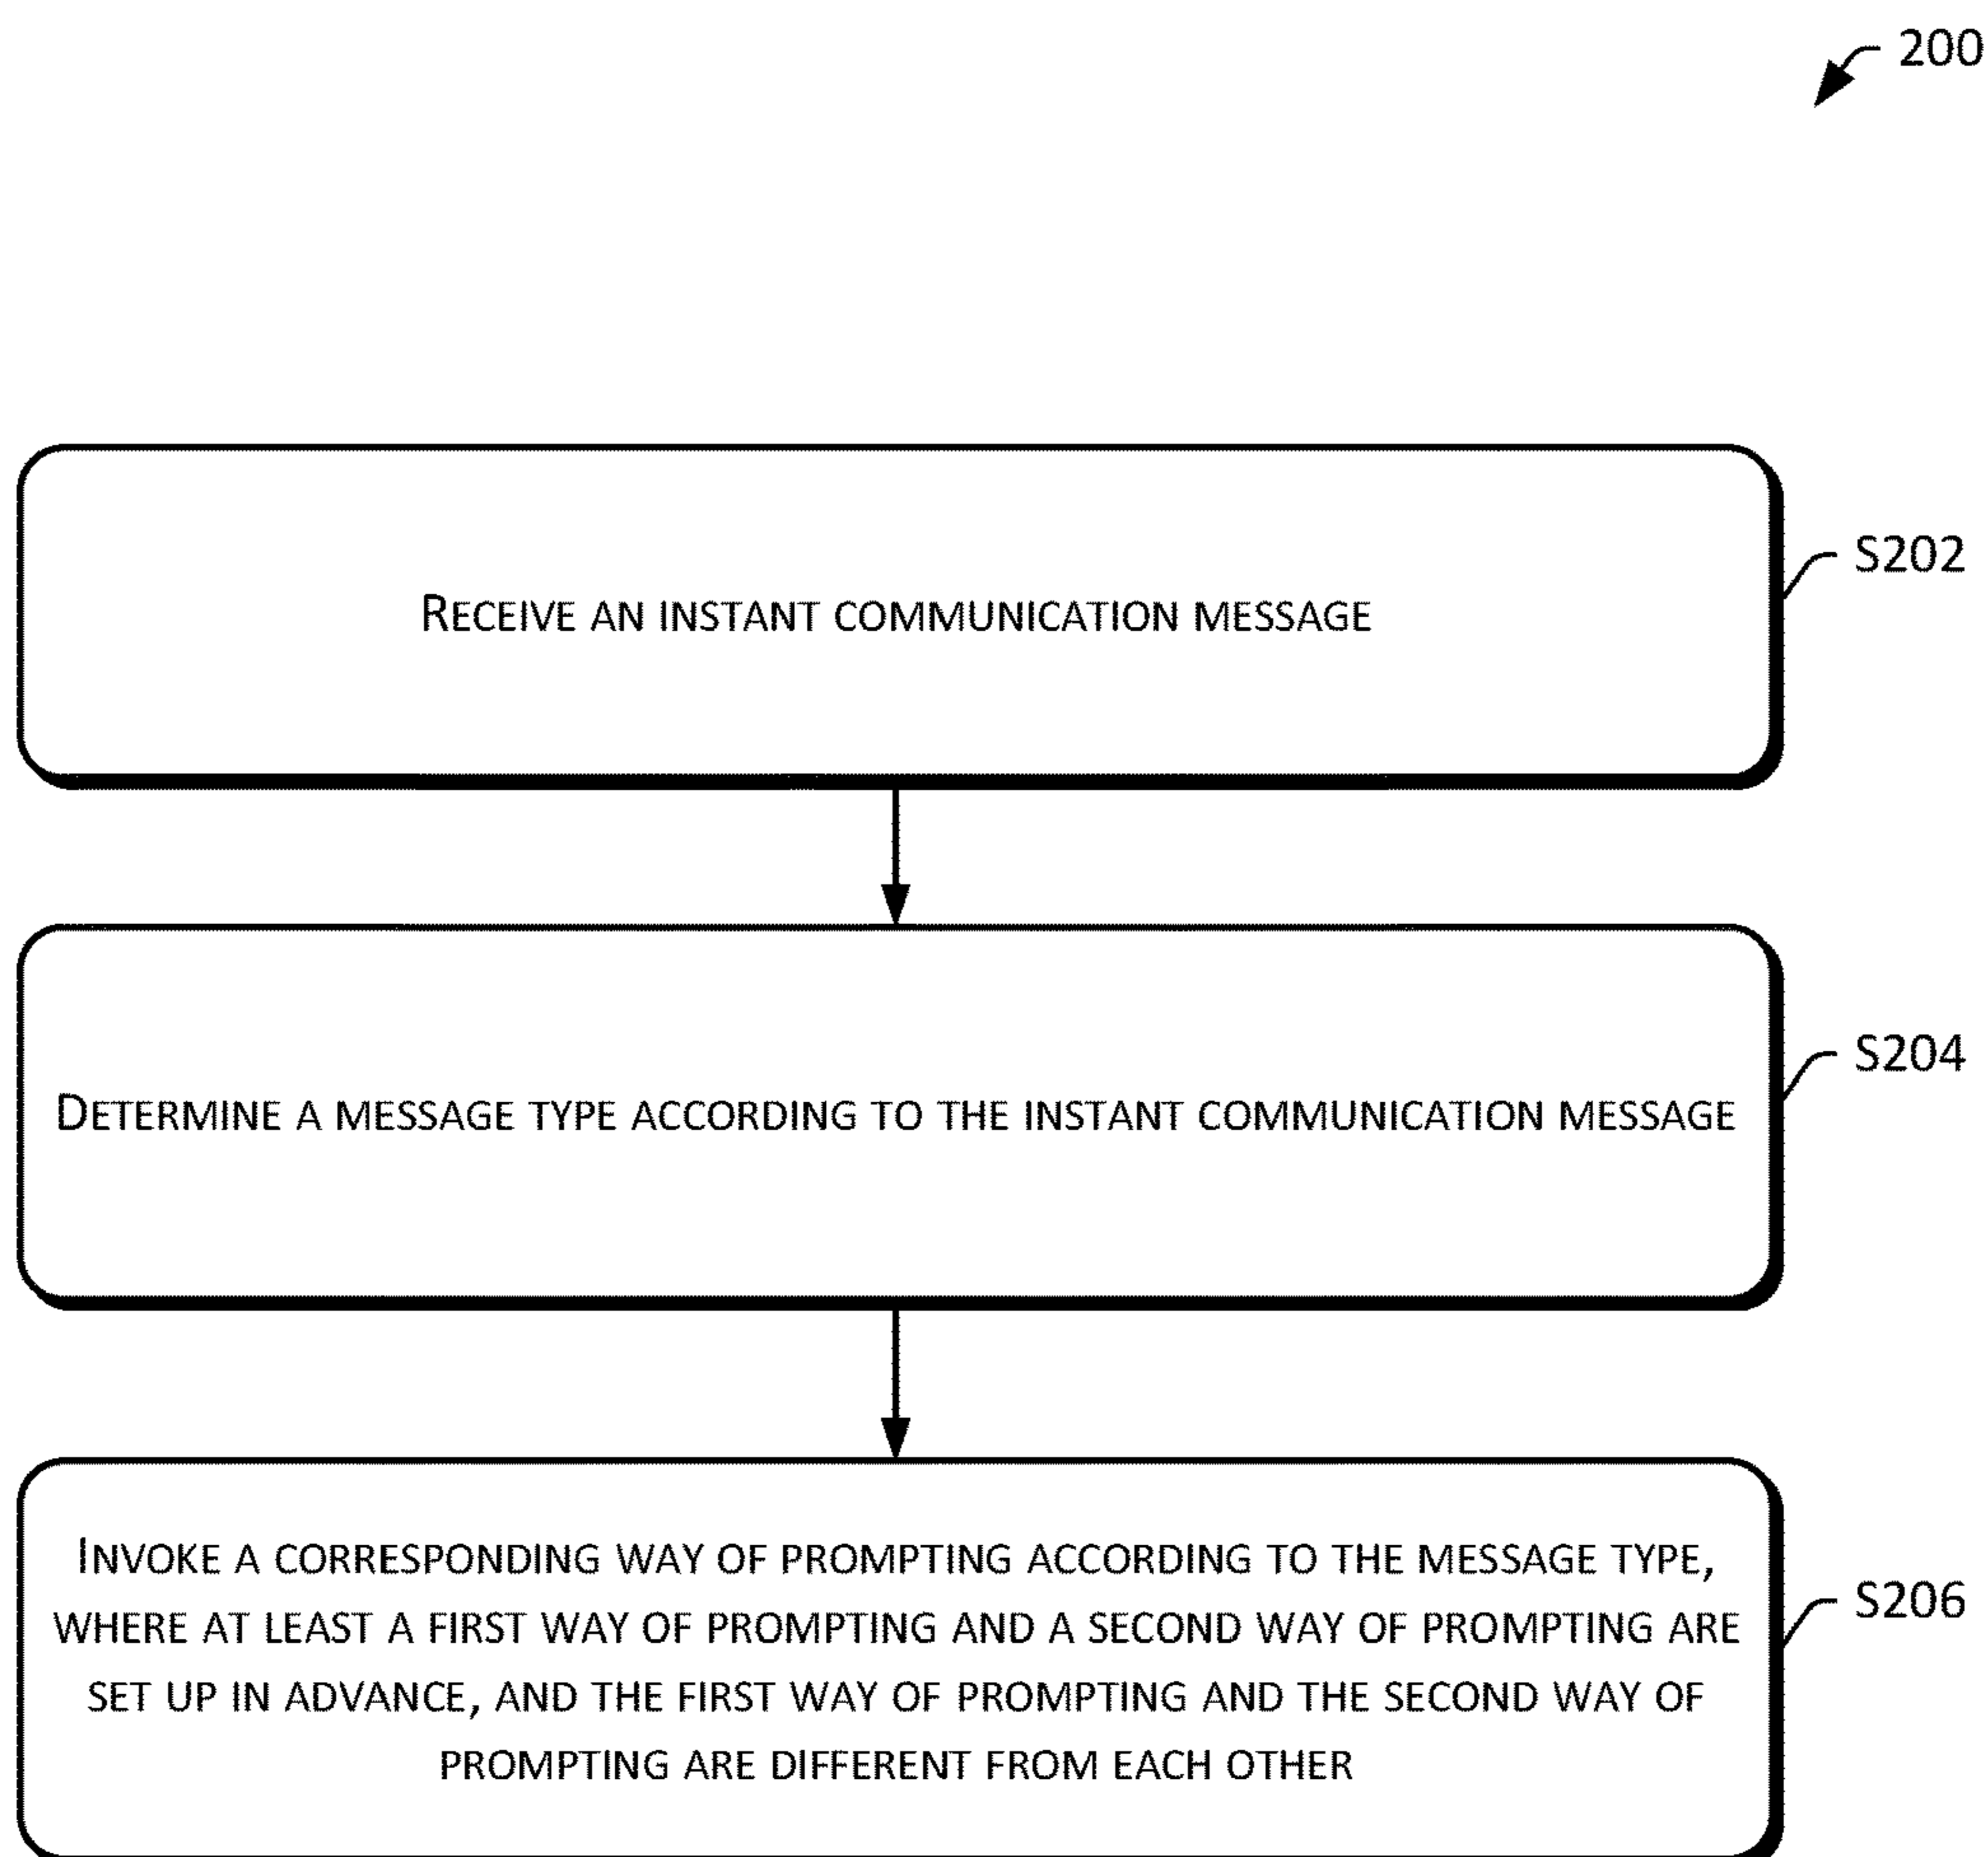 200
RECEIVE AN INSTANT COMMUNICATION MESSAGE
S202
DETERMINE A MESSAGE TYPE ACCORDING TO THE INSTANT COMMUNICATION MESSAGE
S204
INVOKE A CORRESPONDING WAY OF PROMPTING ACCORDING TO THE MESSAGE TYPE,
WHERE AT LEAST A FIRST WAY OF PROMPTING AND A SECOND WAY OF PROMPTING ARE
SET UP IN ADVANCE, AND THE FIRST WAY OF PROMPTING AND THE SECOND WAY OF
PROMPTING ARE DIFFERENT FROM EACH OTHER
S206